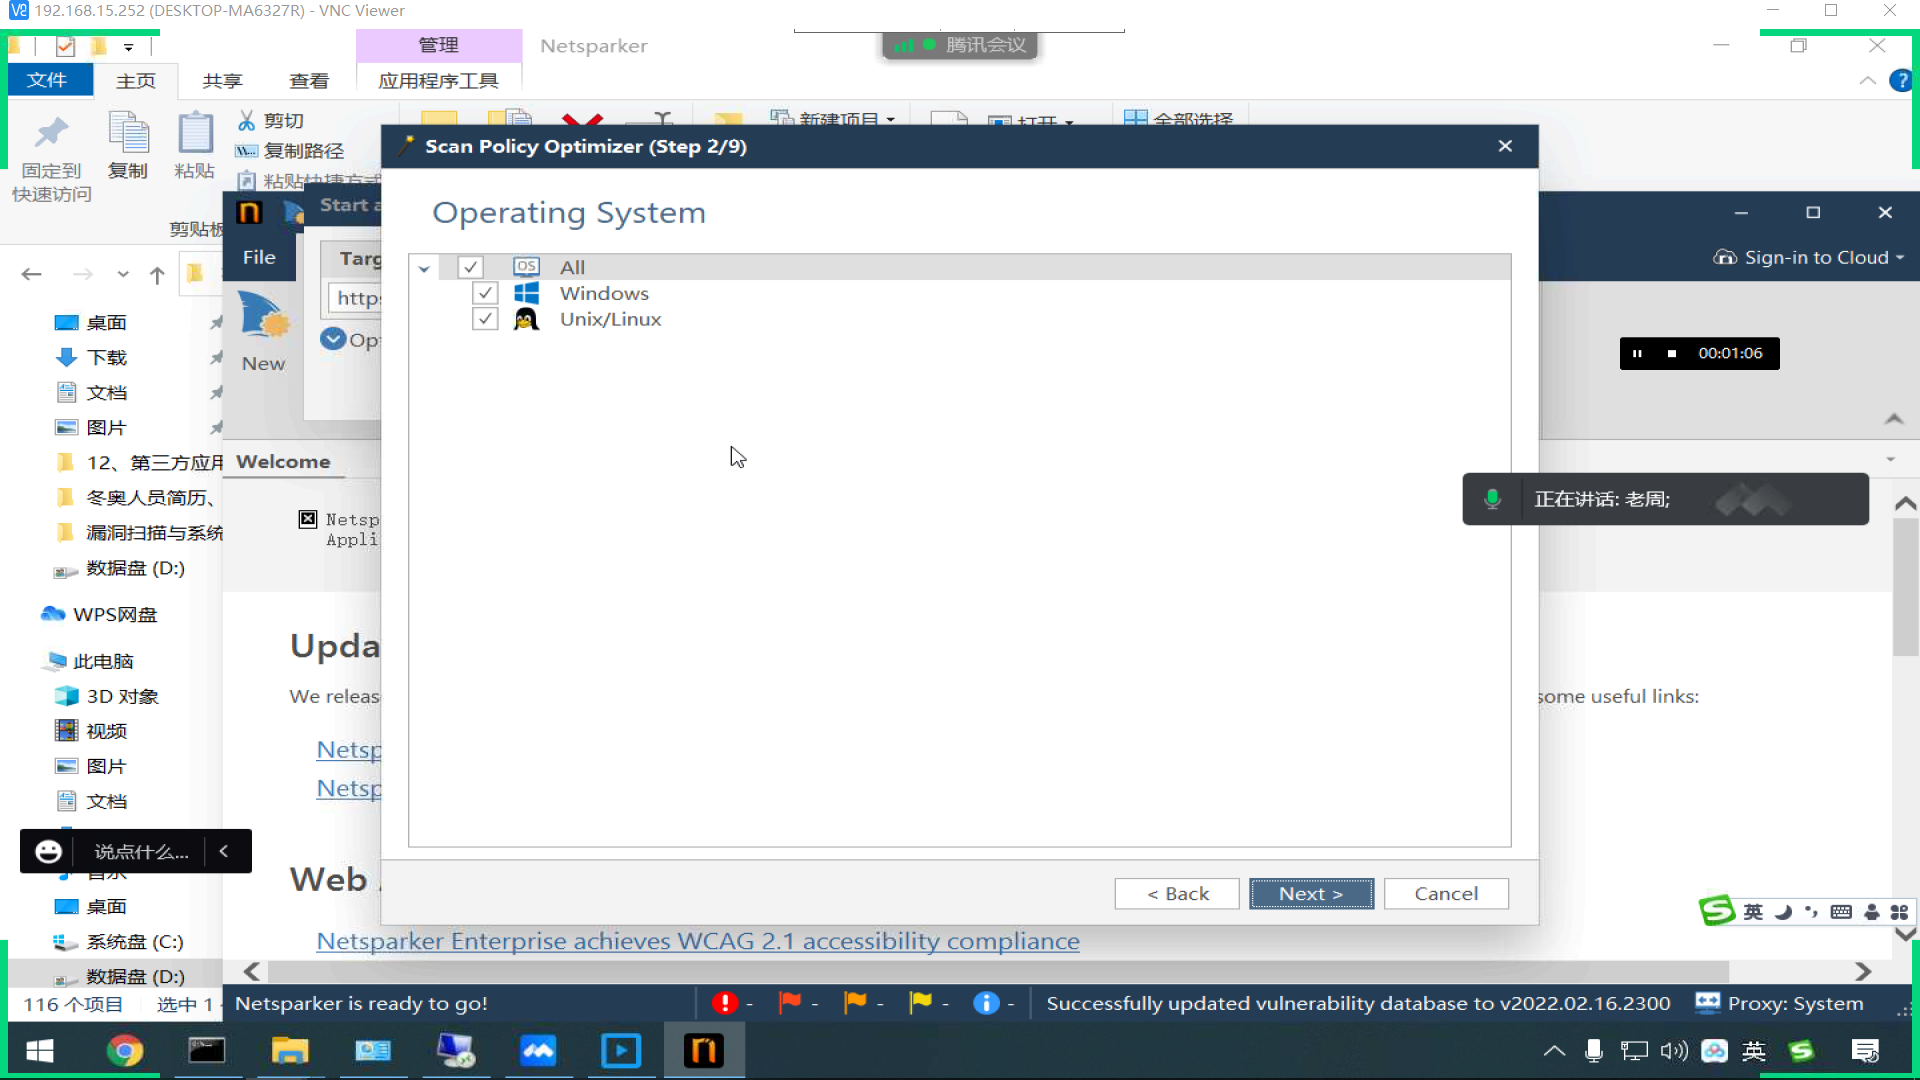 192.168.15.252 (DESKTOP-MA6327R) - VNC Viewer
管理
Netsparker
腾讯会议
文件
主页
共享
查看
应用程序工具
固定到
快速访问
复制
粘贴
剪切
复制路径
粘贴快捷方式
剪贴板
新建项目
打开
全部选择
Scan Policy Optimizer (Step 2/9)
Start a
File
Targ
https
Opt
New
Sign-in to Cloud
Operating System
OS
All
Windows
Unix/Linux
00:01:06
正在讲话: 老周;
Welcome
Netsp
Appli
Upda
We releas
some useful links:
Netsp
Netsp
Web
Netsparker Enterprise achieves WCAG 2.1 accessibility compliance
< Back
Next >
Cancel
桌面
下载
文档
图片
12、第三方应用
冬奥人员简历、
漏洞扫描与系统
数据盘 (D:)
WPS网盘
此电脑
3D 对象
视频
图片
文档
说点什么...
音乐
桌面
系统盘 (C:)
数据盘 (D:)
116 个项目
选中 1
Netsparker is ready to go!
-
-
-
-
-
Successfully updated vulnerability database to v2022.02.16.2300
Proxy: System
英
英